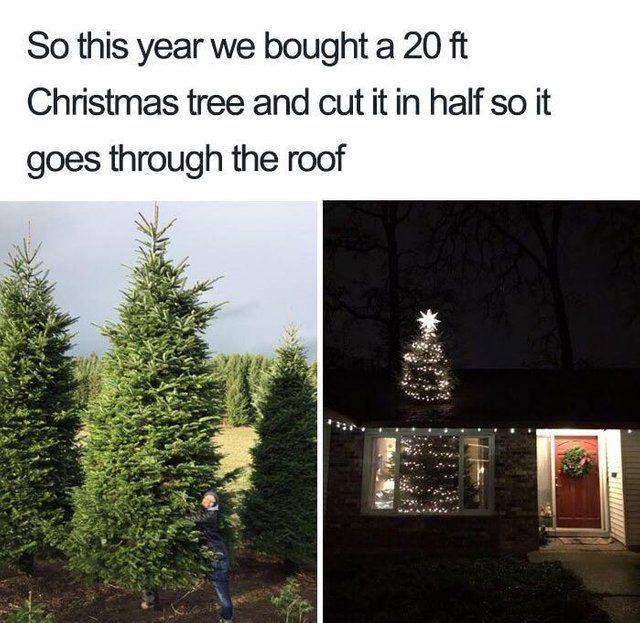 So this year we bought a 20 ft
Christmas tree and cut it in half so it
goes through the roof